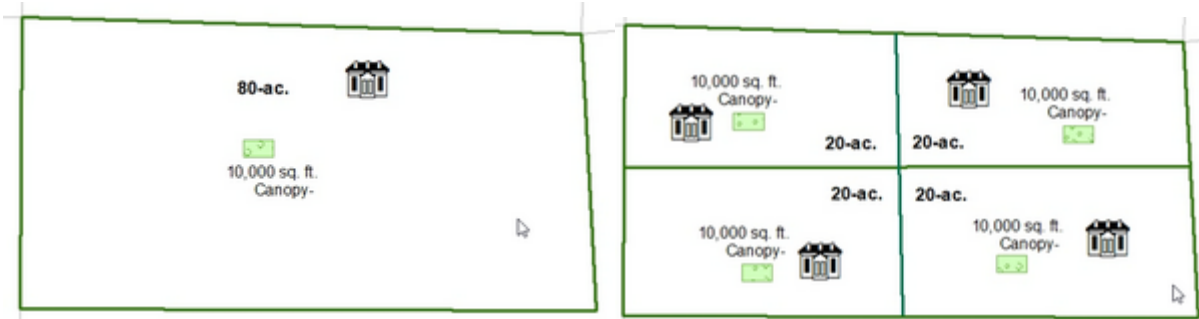 80-ac.
10,000 sq. ft.
Canopy-
10,000 sq. ft.
Canopy-
20-ac.
10,000 sq. ft.
Canopy-
20-ac.
20-ac.
10,000 sq. ft.
Canopy-
20-ac.
10,000 sq. ft.
Canopy-